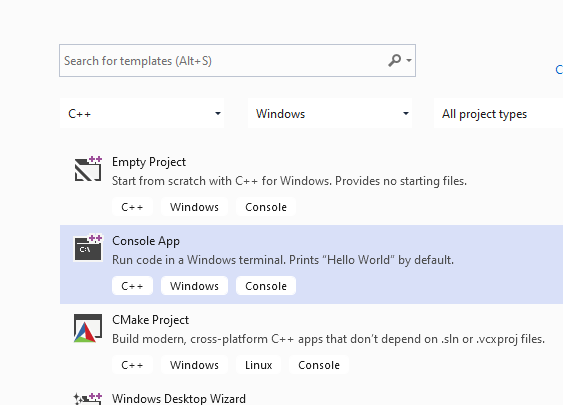 Search for templates (Alt+S)
C
C++ Windows All project types
Empty Project
Start from scratch with C++ for Windows. Provides no starting files.
C++ Windows Console
C:\
Console App
Run code in a Windows terminal. Prints “Hello World” by default.
C++ Windows Console
CMake Project
Build modern, cross-platform C++ apps that don’t depend on .sln or .vcxproj files.
C++ Windows Linux Console
Windows Desktop Wizard